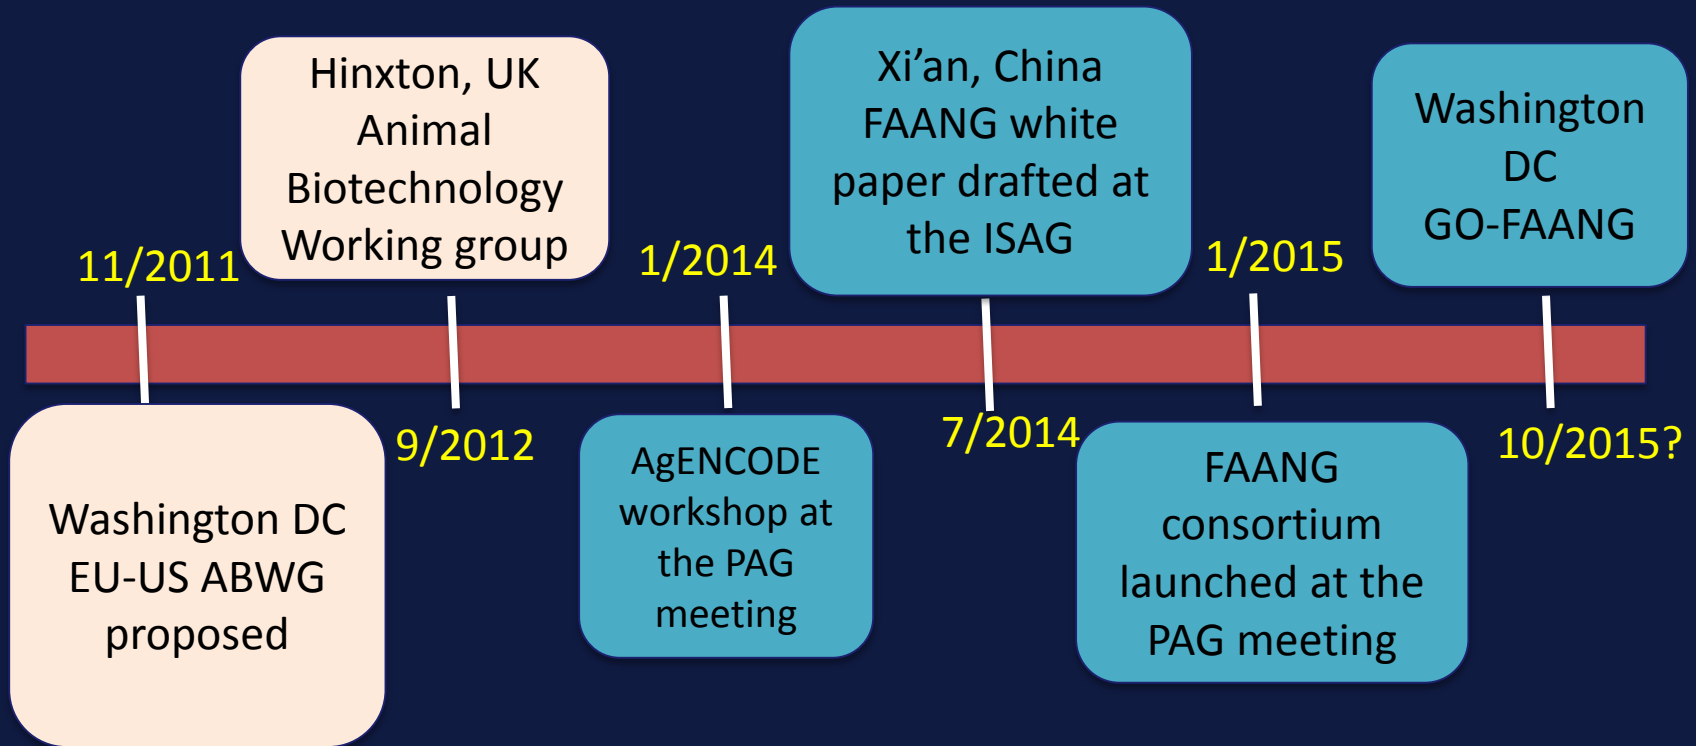 11/2011
Washington DC
EU-US ABWG
proposed
Hinxton, UK
Animal
Biotechnology
Working group
9/2012
1/2014
AgENCODE
workshop at
the PAG
meeting
Xi’an, China
FAANG white
paper drafted at
the ISAG
7/2014
1/2015
FAANG
consortium
launched at the
PAG meeting
Washington
DC
GO-FAANG
10/2015?